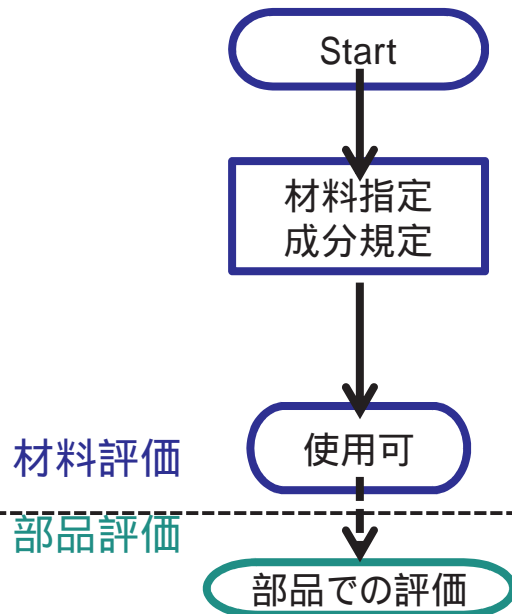 Start
材料指定
成分規定
使用可
材料評価
部品評価
部品での評価